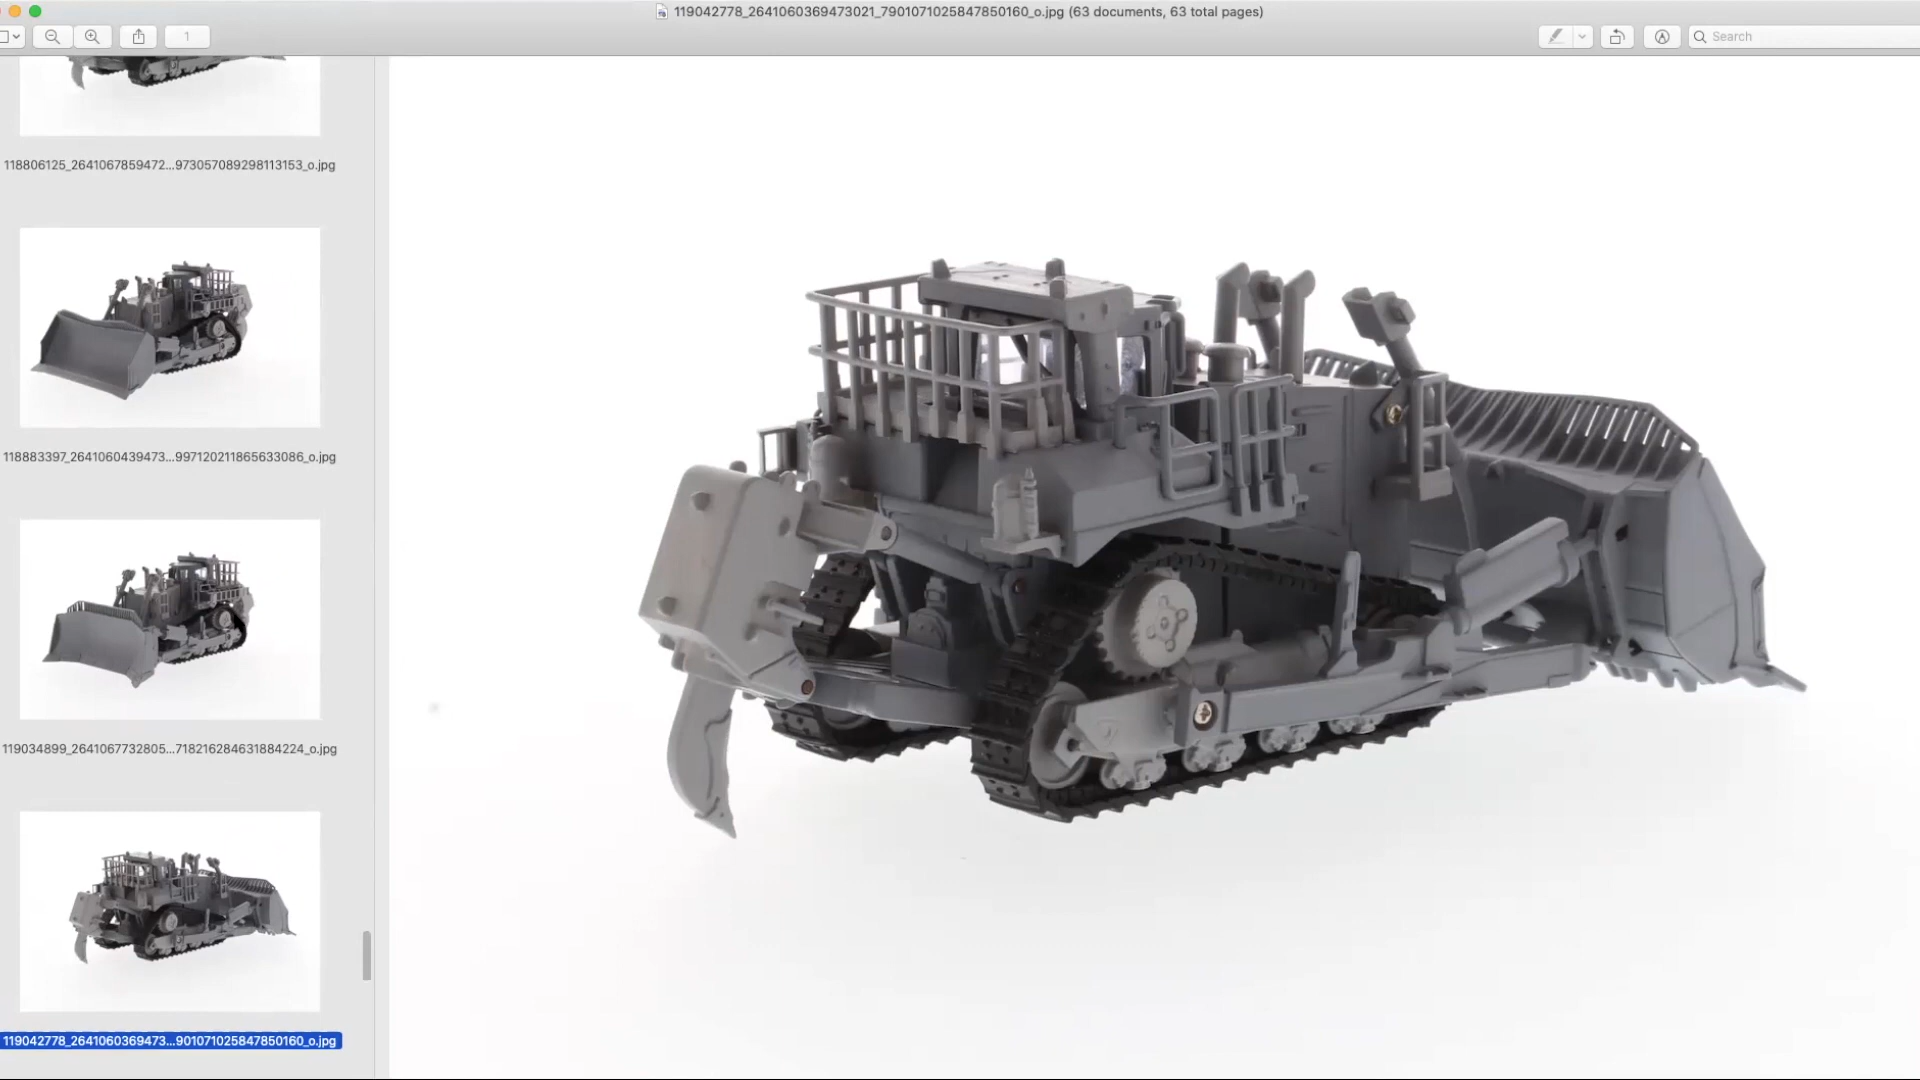 119042778_2641060369473021_7901071025847850160_o.jpg (63 documents, 63 total pages)
1
Search
118806125_2641067859472...973057089298113153_o.jpg
118883397_2641060439473...997120211865633086_o.jpg
119034899_2641067732805...718216284631884224_o.jpg
119042778_2641060369473...901071025847850160_o.jpg